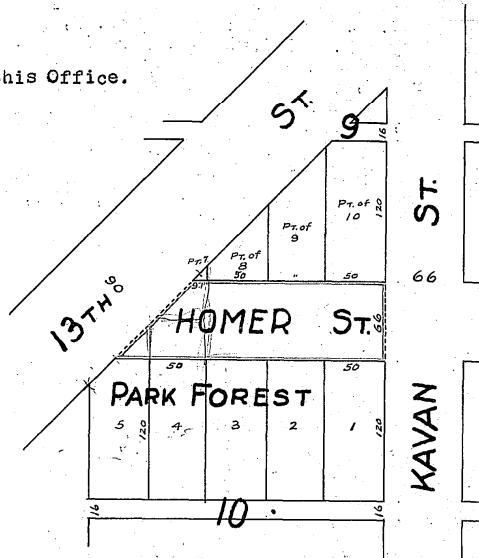 his Office.
ST.
9
16
Pt. of
10
120
ST.
Pt. of
9
Pt. of
8
Pt. 7
50
"
50
66
13TH
66
HOMER ST.
66
50
50
PARK FOREST
5
120
4
3
2
1
120
KAVAN
16
10
16